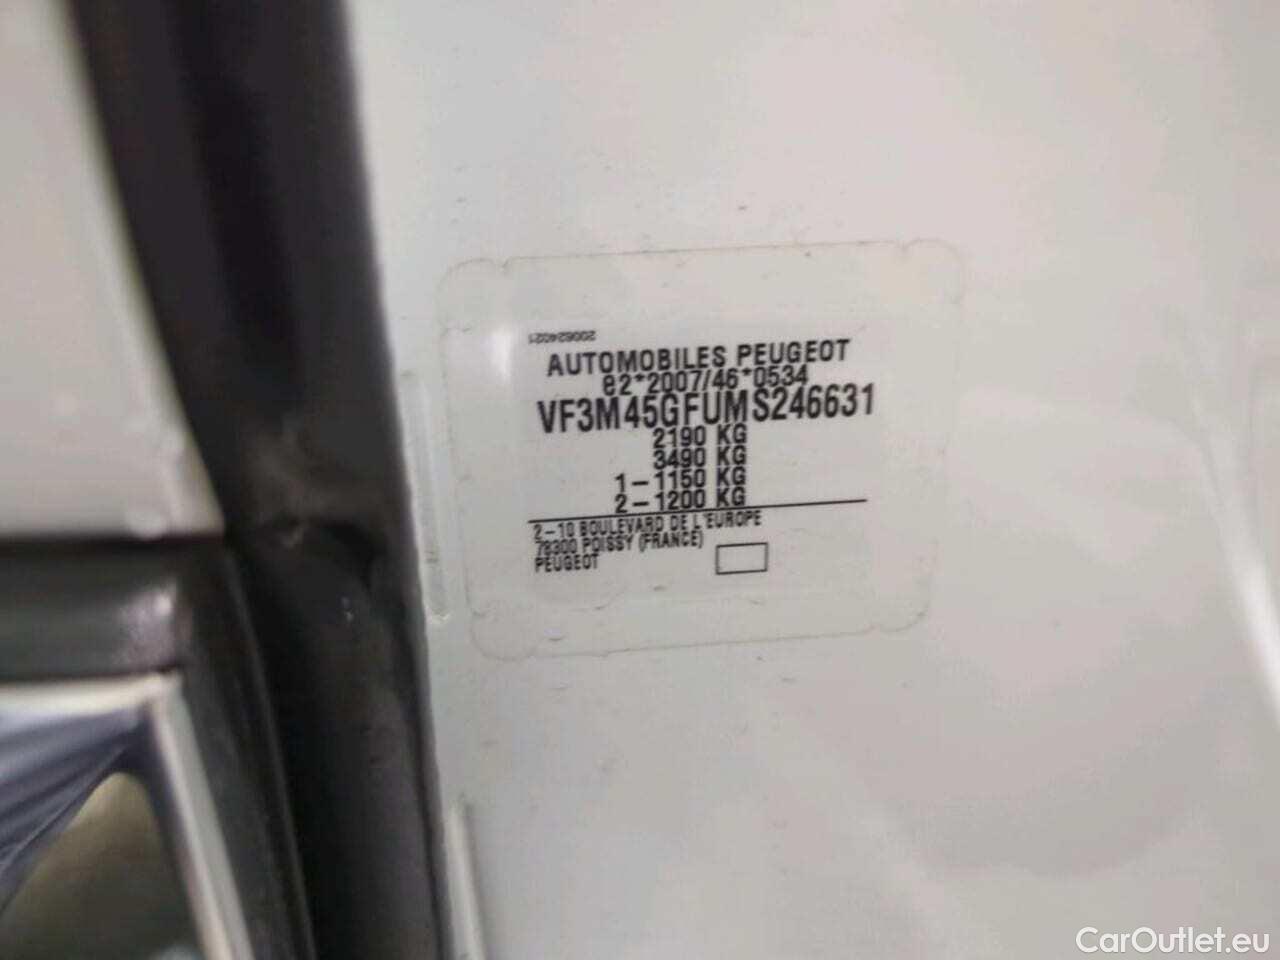 200624021
AUTOMOBILES PEUGEOT
e2*2007/46*0534
VF3M45GFUMS246631
2190 KG
3490 KG
1-1150 KG
2-1200 KG
2-10 BOULEVARD DE L'EUROPE
78300 POISSY (FRANCE)
PEUGEOT
CarOutlet.eu